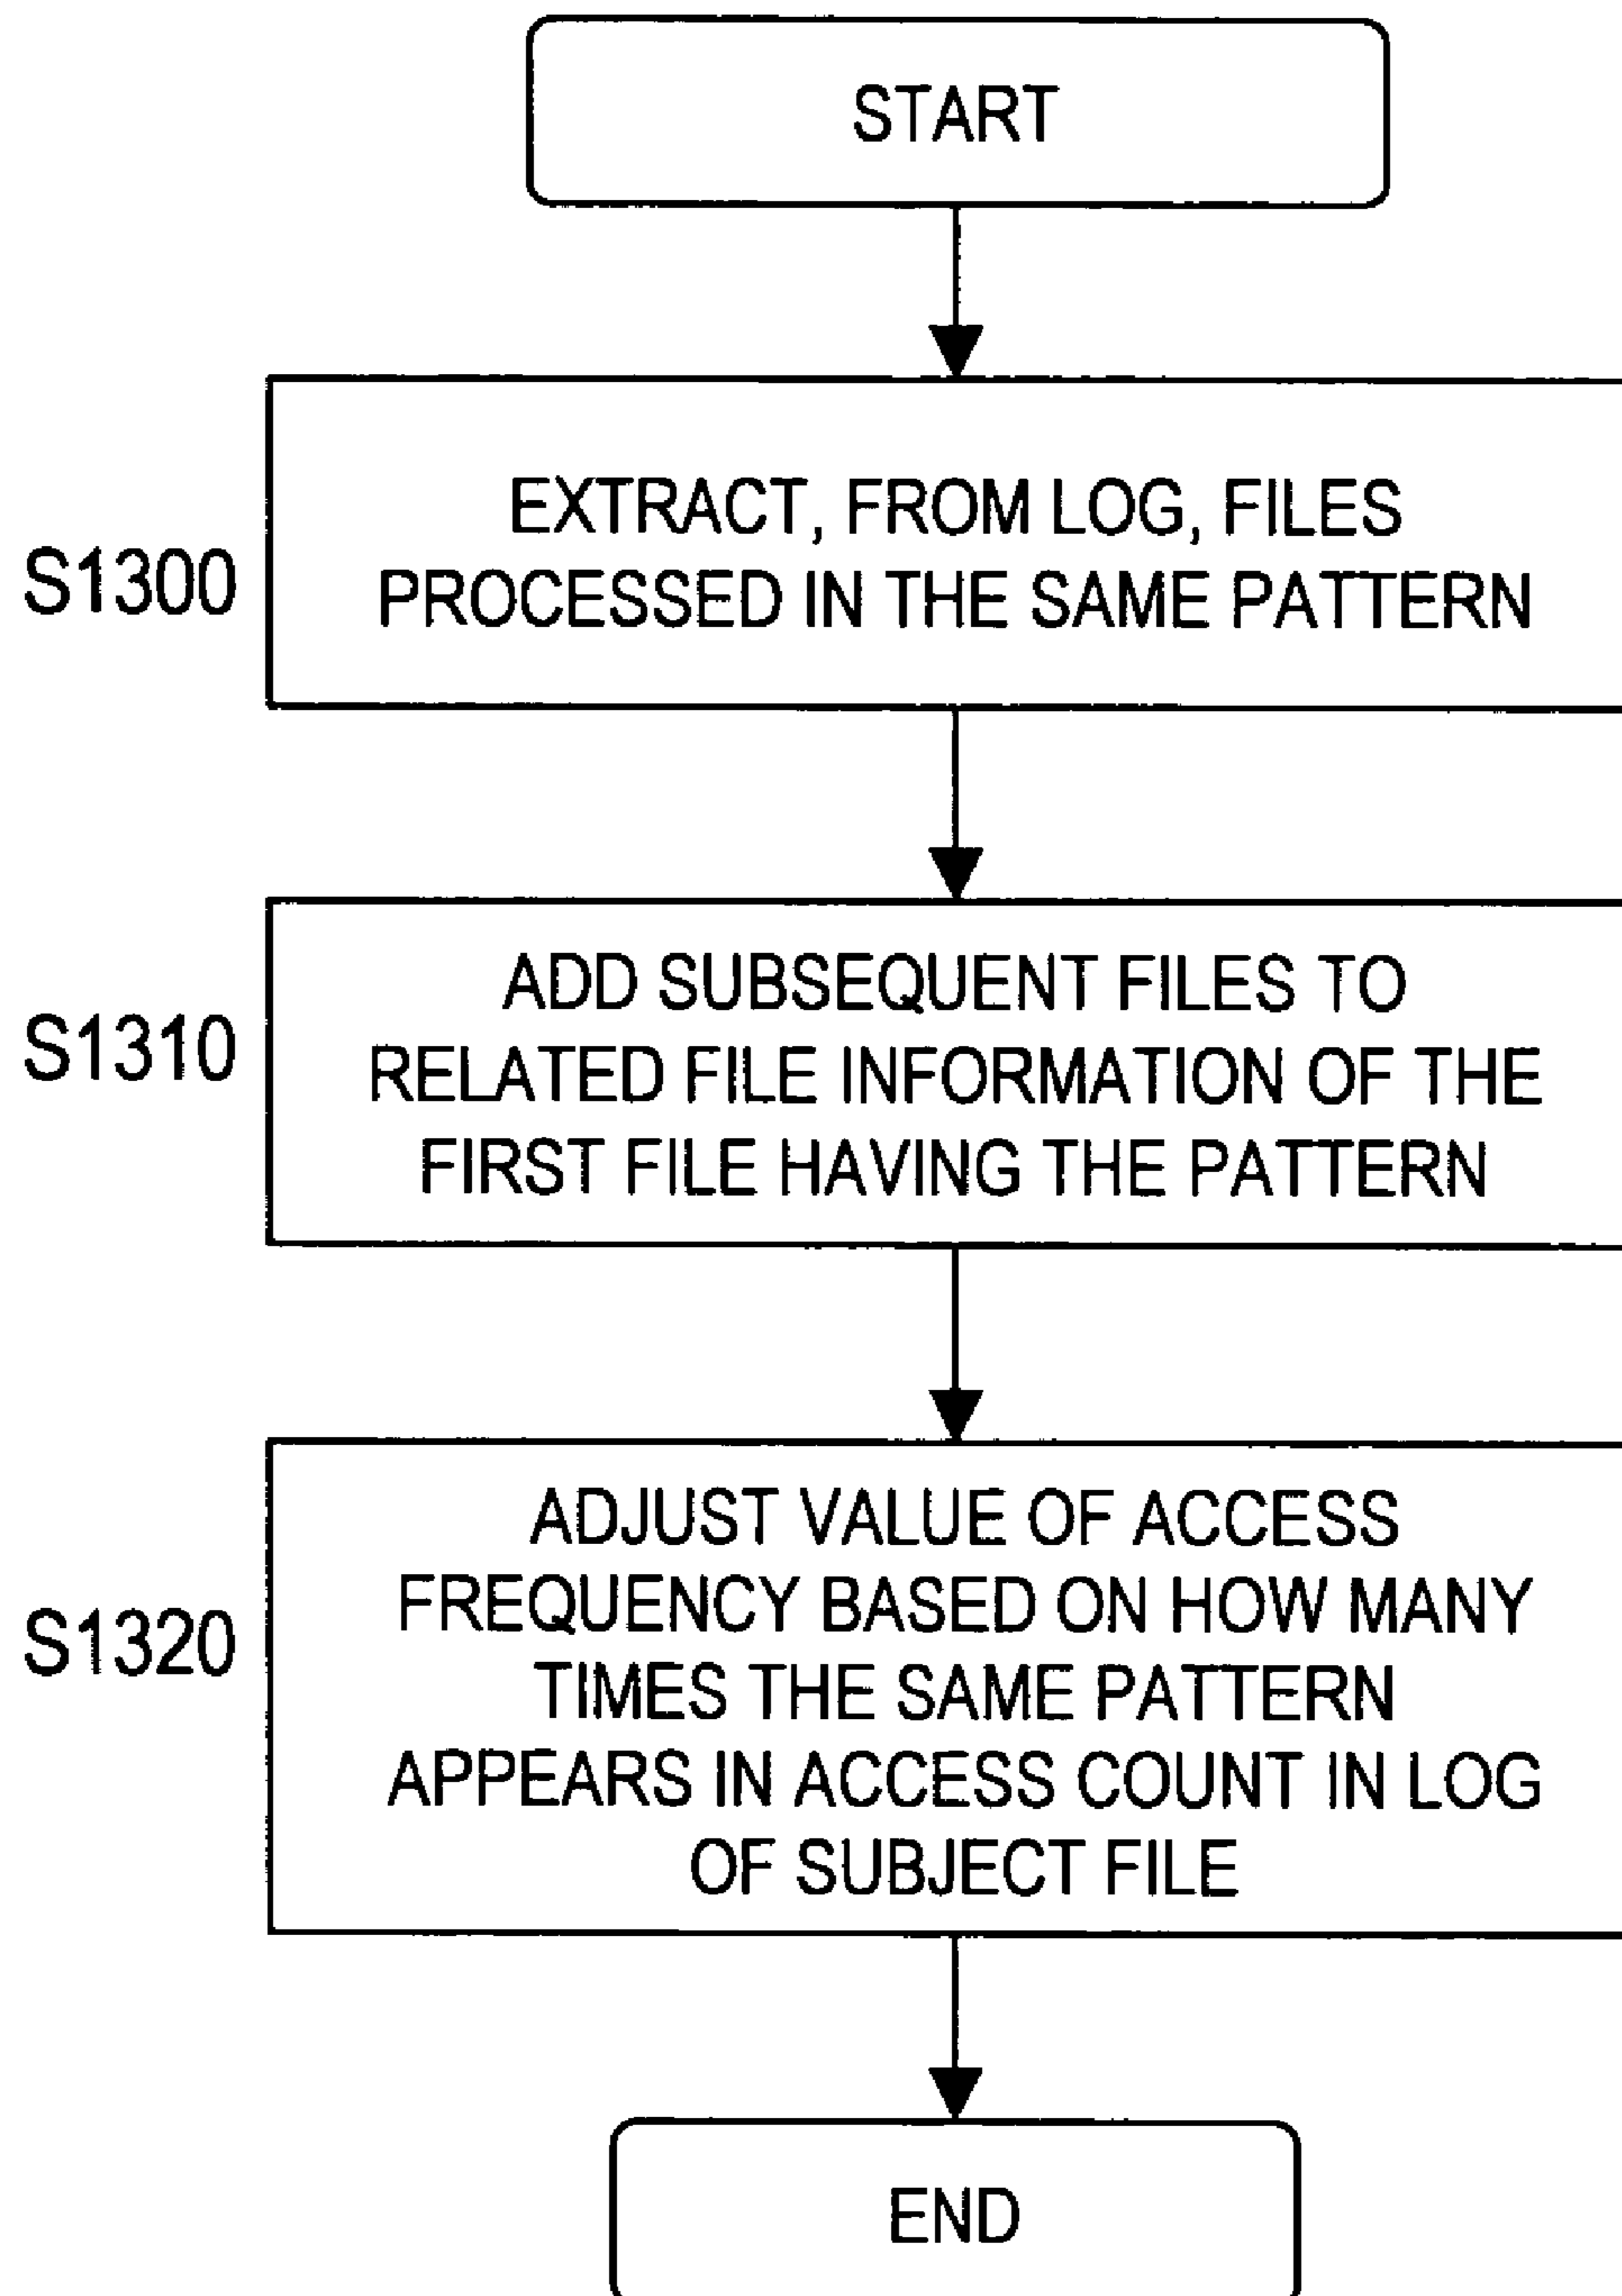 START
S1300
EXTRACT, FROM LOG, FILES
PROCESSED IN THE SAME PATTERN
S1310
ADD SUBSEQUENT FILES TO
RELATED FILE INFORMATION OF THE
FIRST FILE HAVING THE PATTERN
S1320
ADJUST VALUE OF ACCESS
FREQUENCY BASED ON HOW MANY
TIMES THE SAME PATTERN
APPEARS IN ACCESS COUNT IN LOG
OF SUBJECT FILE
END